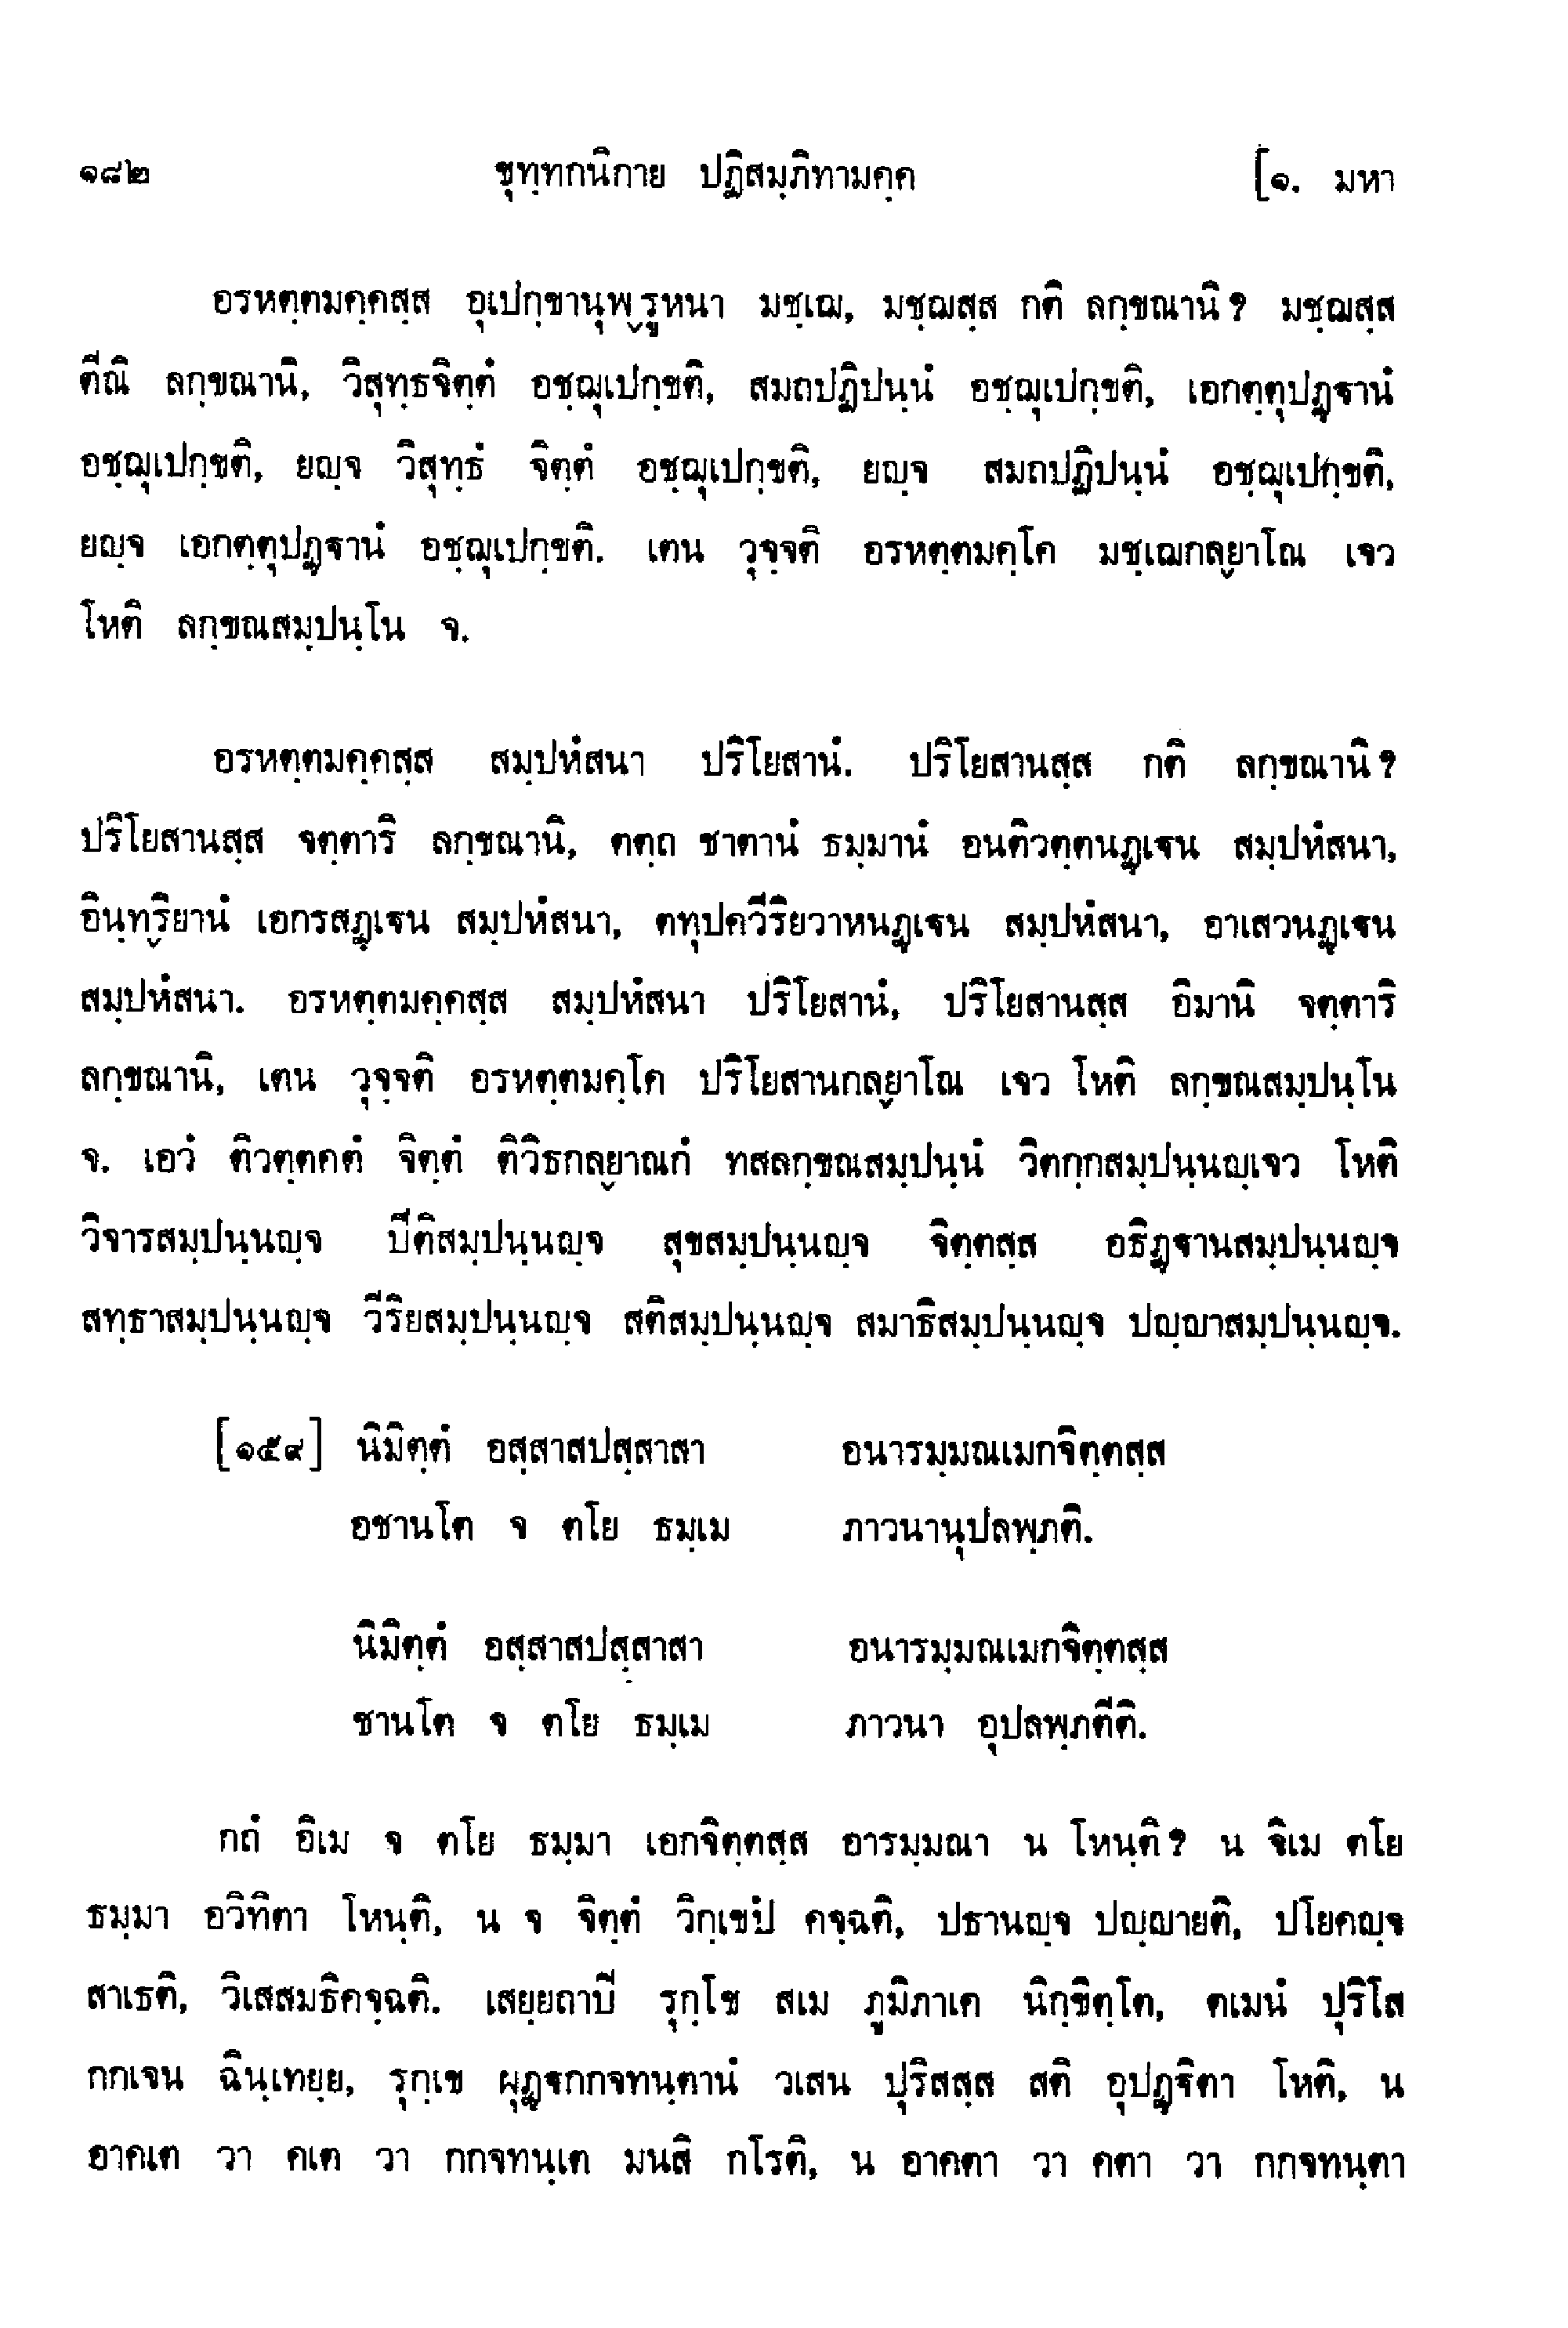 ๑๘๒ ขุทฺทกนิกาย ปฏิสมฺภิทามคฺค [๑. มหา
อรหตฺตมคฺคสฺส อุเปกฺขานุพฺรูหนา มชฺเฌ, มชฺฌสฺส กติ ลกฺขณานิ? มชฺฌสฺส
ตีณิ ลกฺขณานิ, วิสุทฺธจิตฺตํ อชฺฌุเปกฺขติ, สมถปฏิปนฺนํ อชฺฌุเปกฺขติ, เอกตฺตุปฏฺฐานํ
อชฺฌุเปกฺขติ, ยญฺจ วิสุทฺธํ จิตฺตํ อชฺฌุเปกฺขติ, ยญฺจ สมถปฏิปนฺนํ อชฺฌุเปกฺขติ,
ยญฺจ เอกตฺตุปฏฺฐานํ อชฺฌุเปกฺขติ. เตน วุจฺจติ อรหตฺตมคฺโค มชฺเฌกลฺยาโณ เจว
โหติ ลกฺขณสมฺปนฺโน จ.
อรหตฺตมคฺคสฺส สมฺปหํสนา ปริโยสานํ. ปริโยสานสฺส กติ ลกฺขณานิ?
ปริโยสานสฺส จตฺตาริ ลกฺขณานิ, ตตฺถ ชาตานํ ธมฺมานํ อนติวตฺตนฏฺเฐน สมฺปหํสนา,
อินฺทฺริยานํ เอกรสฏฺเฐน สมฺปหํสนา, ตทุปควีริยวาหนฏฺเฐน สมฺปหํสนา, อาเสวนฏฺเฐน
สมฺปหํสนา. อรหตฺตมคฺคสฺส สมฺปหํสนา ปริโยสานํ, ปริโยสานสฺส อิมานิ จตฺตาริ
ลกฺขณานิ, เตน วุจฺจติ อรหตฺตมคฺโค ปริโยสานกลฺยาโณ เจว โหติ ลกฺขณสมฺปนฺโน
จ. เอวํ ติวตฺตคตํ จิตฺตํ ติวิธกลฺยาณกํ ทสลกฺขณสมฺปนฺนํ วิตกฺกสมฺปนฺนญฺเจว โหติ
วิจารสมฺปนฺนญฺจ ปีติสมฺปนฺนญฺจ สุขสมฺปนฺนญฺจ จิตฺตสฺส อธิฏฺฐานสมฺปนฺนญฺจ
สทฺธาสมฺปนฺนญฺจ วีริยสมฺปนฺนญฺจ สติสมฺปนฺนญฺจ สมาธิสมฺปนฺนญฺจ ปญฺญาสมฺปนฺนญฺจ.
[๑๕๙] นิมิตฺตํ อสฺสาสปสฺสาสา อนารมฺมณเมกจิตฺตสฺส
อชานโต จ ตโย ธมฺเม ภาวนานุปลพฺภติ.
นิมิตฺตํ อสฺสาสปสฺสาสา อนารมฺมณเมกจิตฺตสฺส
ชานโต จ ตโย ธมฺเม ภาวนา อุปลพฺภตีติ.
กถํ อิเม จ ตโย ธมฺมา เอกจิตฺตสฺส อารมฺมณา น โหนฺติ? น จิเม ตโย
ธมฺมา อวิทิตา โหนฺติ, น จ จิตฺตํ วิกฺเขปํ คจฺฉติ, ปธานญฺจ ปญฺญายติ, ปโยคญฺจ
สาเธติ, วิเสสมธิคจฺฉติ. เสยฺยถาปี รุกฺโข สเม ภูมิภาเค นิกฺขิตฺโต, ตเมนํ ปุริโส
กกเจน ฉินฺเทยฺย, รุกฺเข ผุฏฺฐกกจทนฺตานํ วเสน ปุริสสฺส สติ อุปฏฺฐิตา โหติ, น
อาคเต วา คเต วา กกจทนฺเต มนสิ กโรติ, น อาคตา วา คตา วา กกจทนฺตา